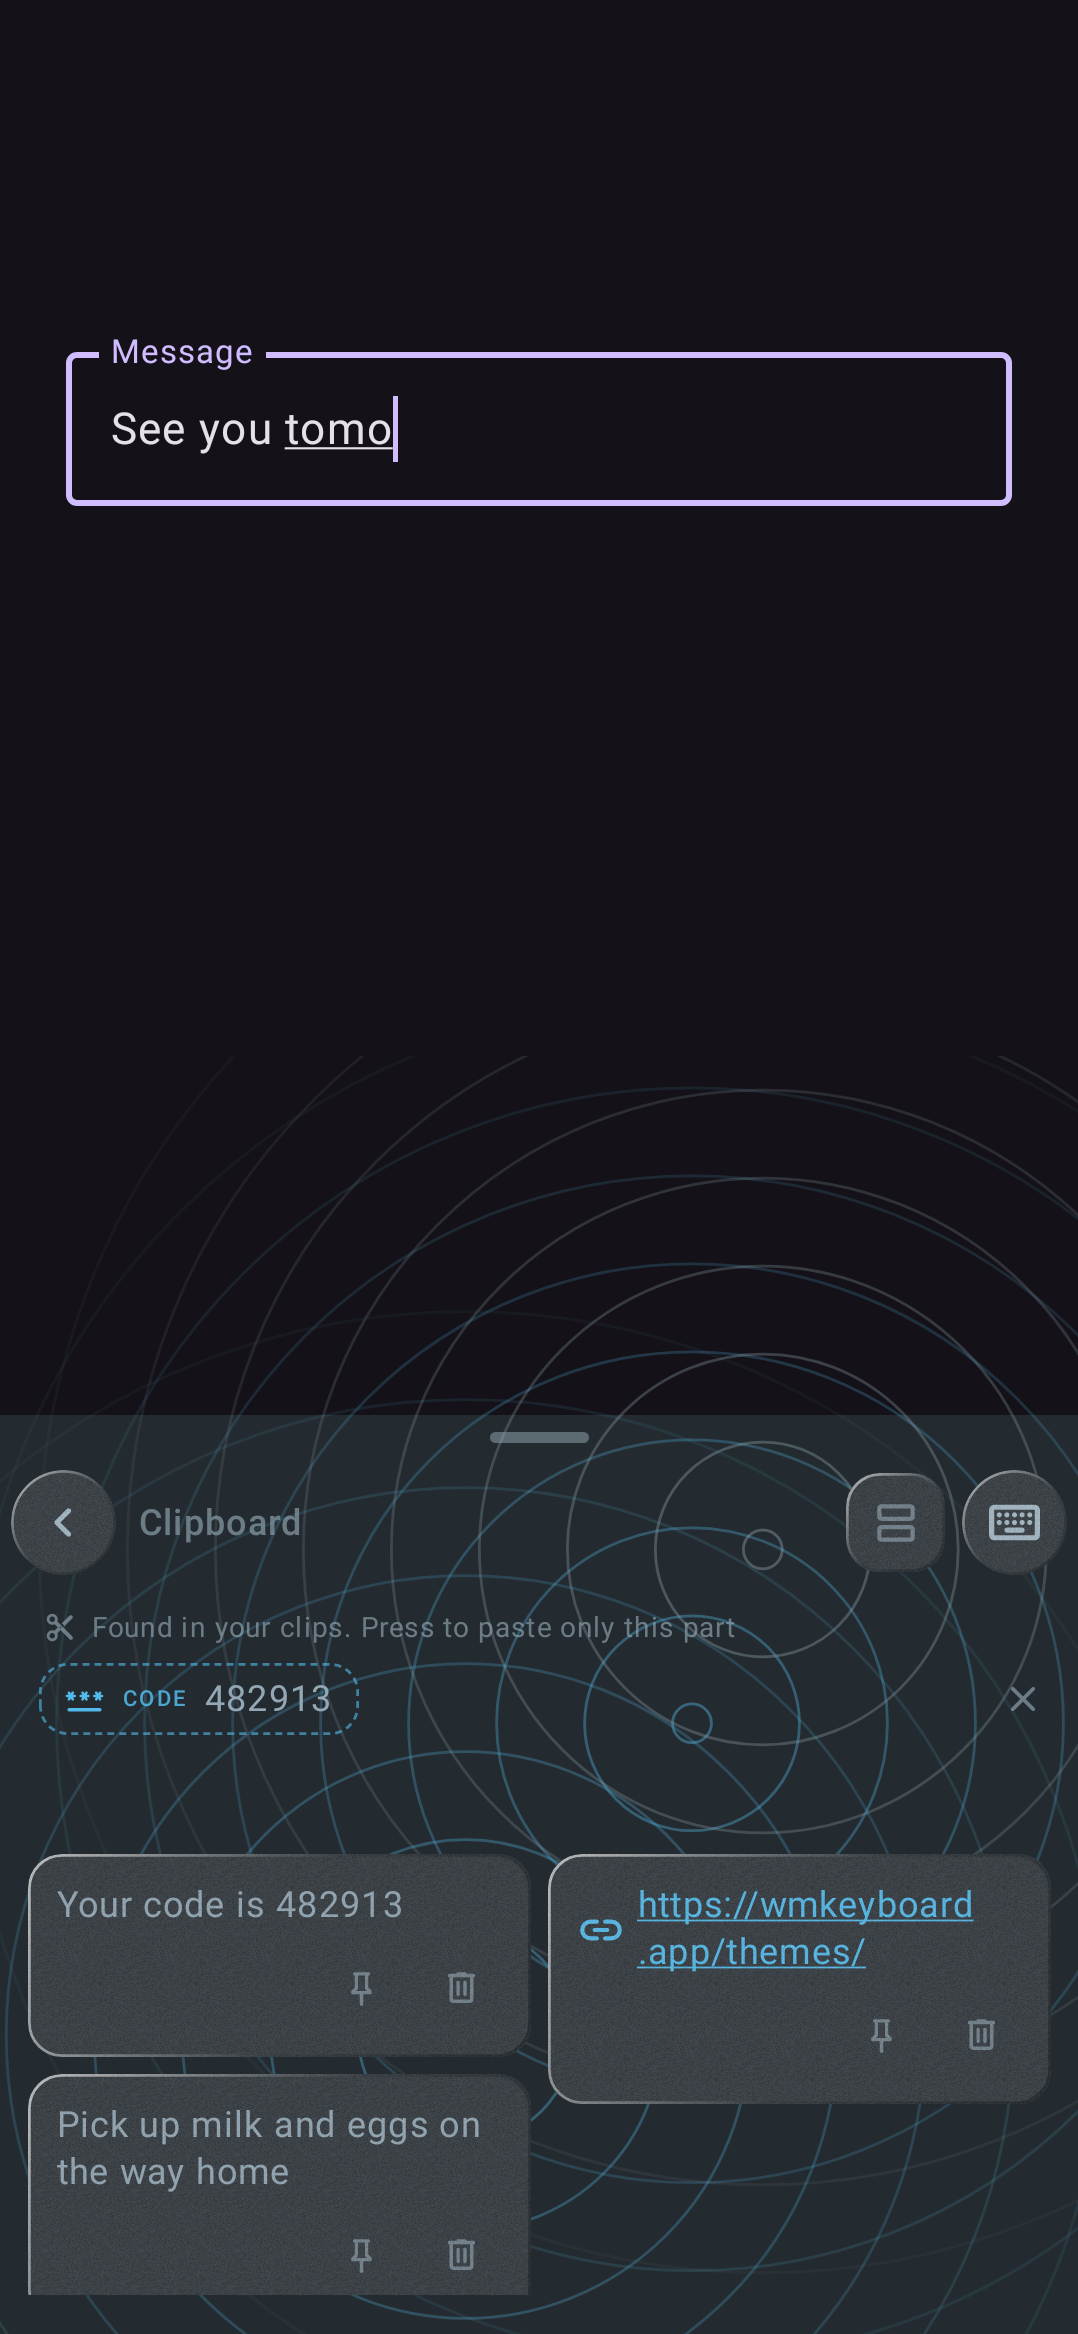 Message
See you tomo
Clipboard
Found in your clips. Press to paste only this part
*** CODE 482913
Your code is 482913
https://wmkeyboard
.app/themes/
Pick up milk and eggs on
the way home